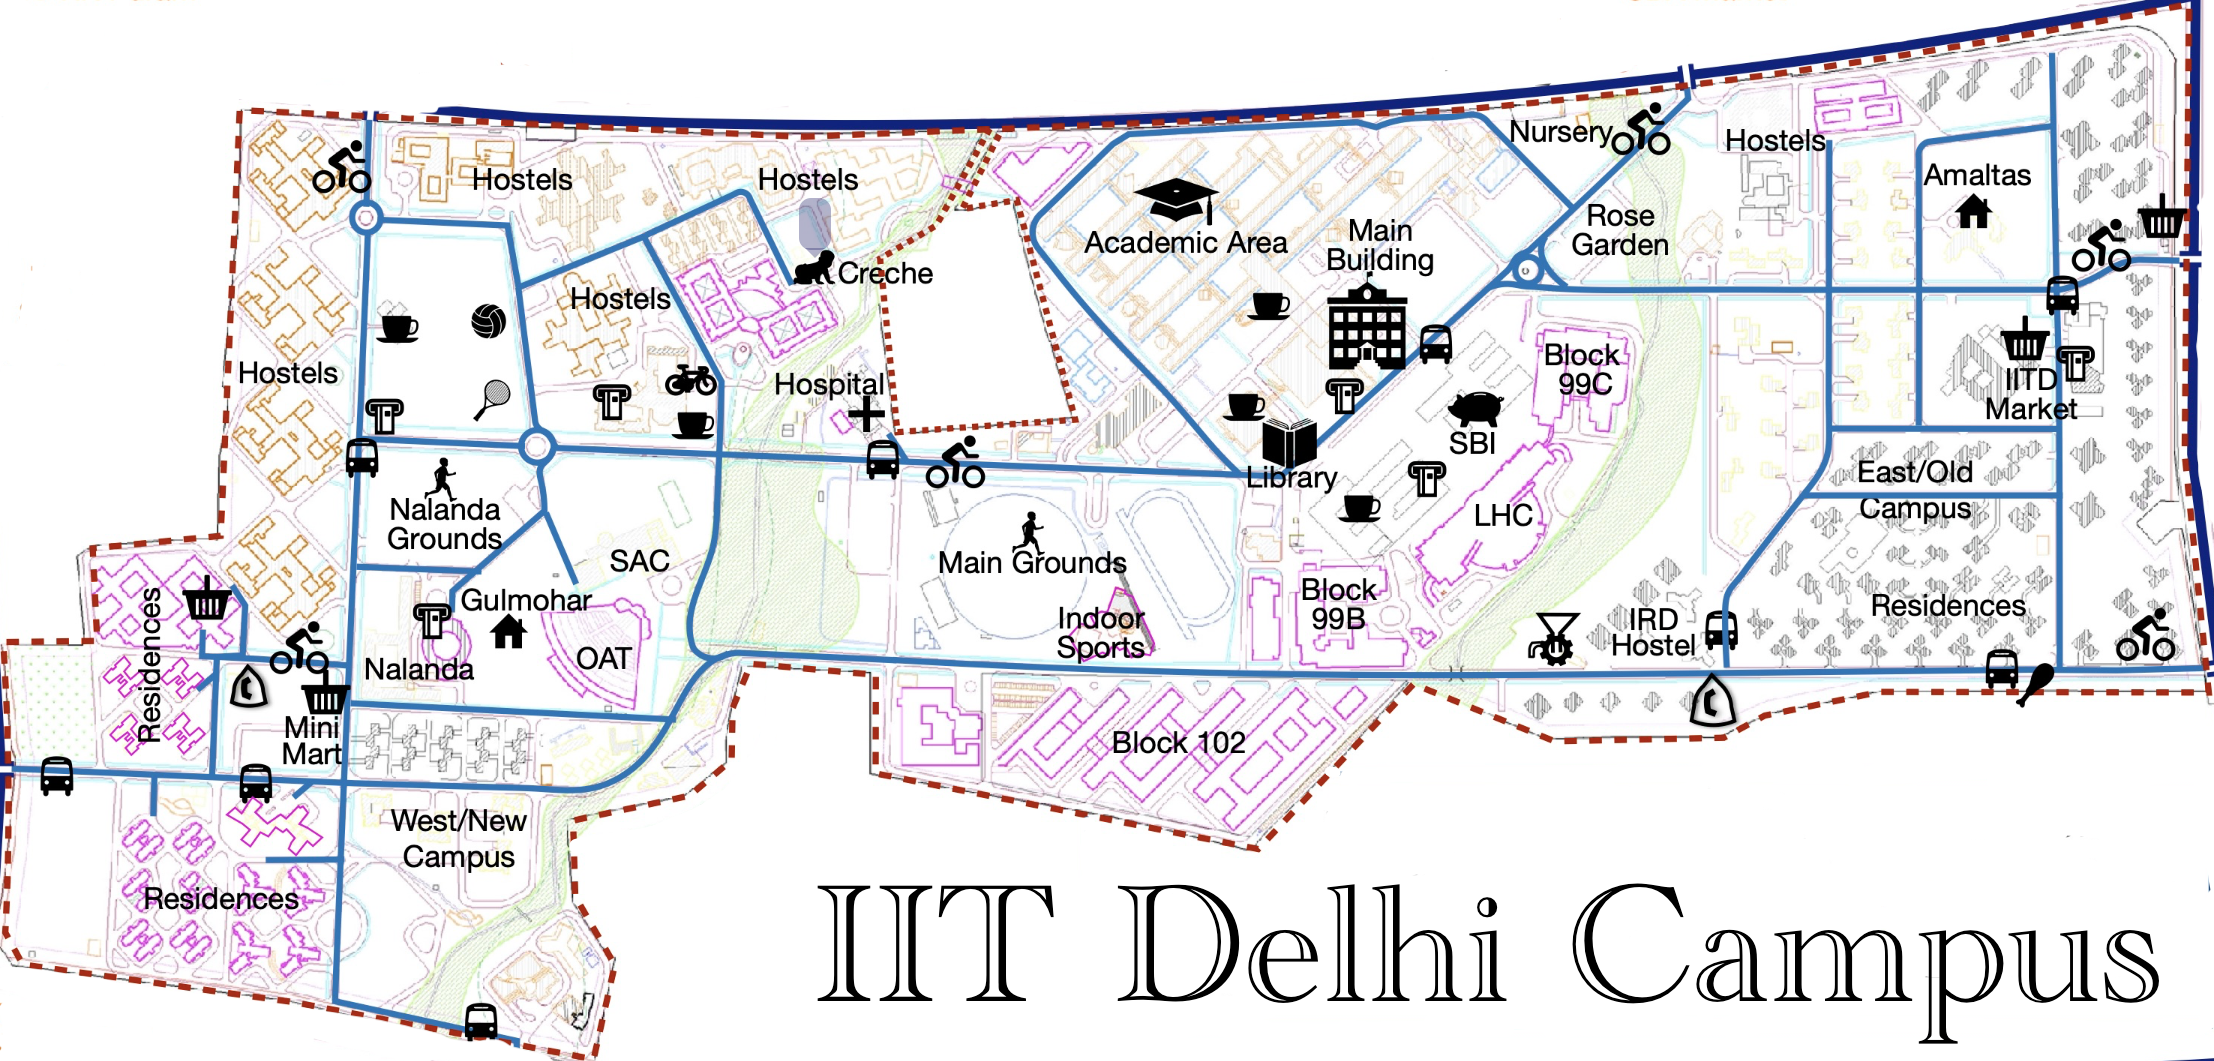 Nursery
Hostels
Hostels
Hostels
Amaltas
Rose
Garden
Academic Area
Main
Building
Creche
Hostels
Hostels
Hospital
Block
99C
IITD
Market
SBI
Library
East/Old
Campus
Nalanda
Grounds
LHC
SAC
Main Grounds
Gulmohar
Residences
Block
99B
Indoor
Sports
IRD
Hostel
Residences
OAT
Nalanda
Mini
Mart
Block 102
West/New
Campus
Residences
IIT Delhi Campus